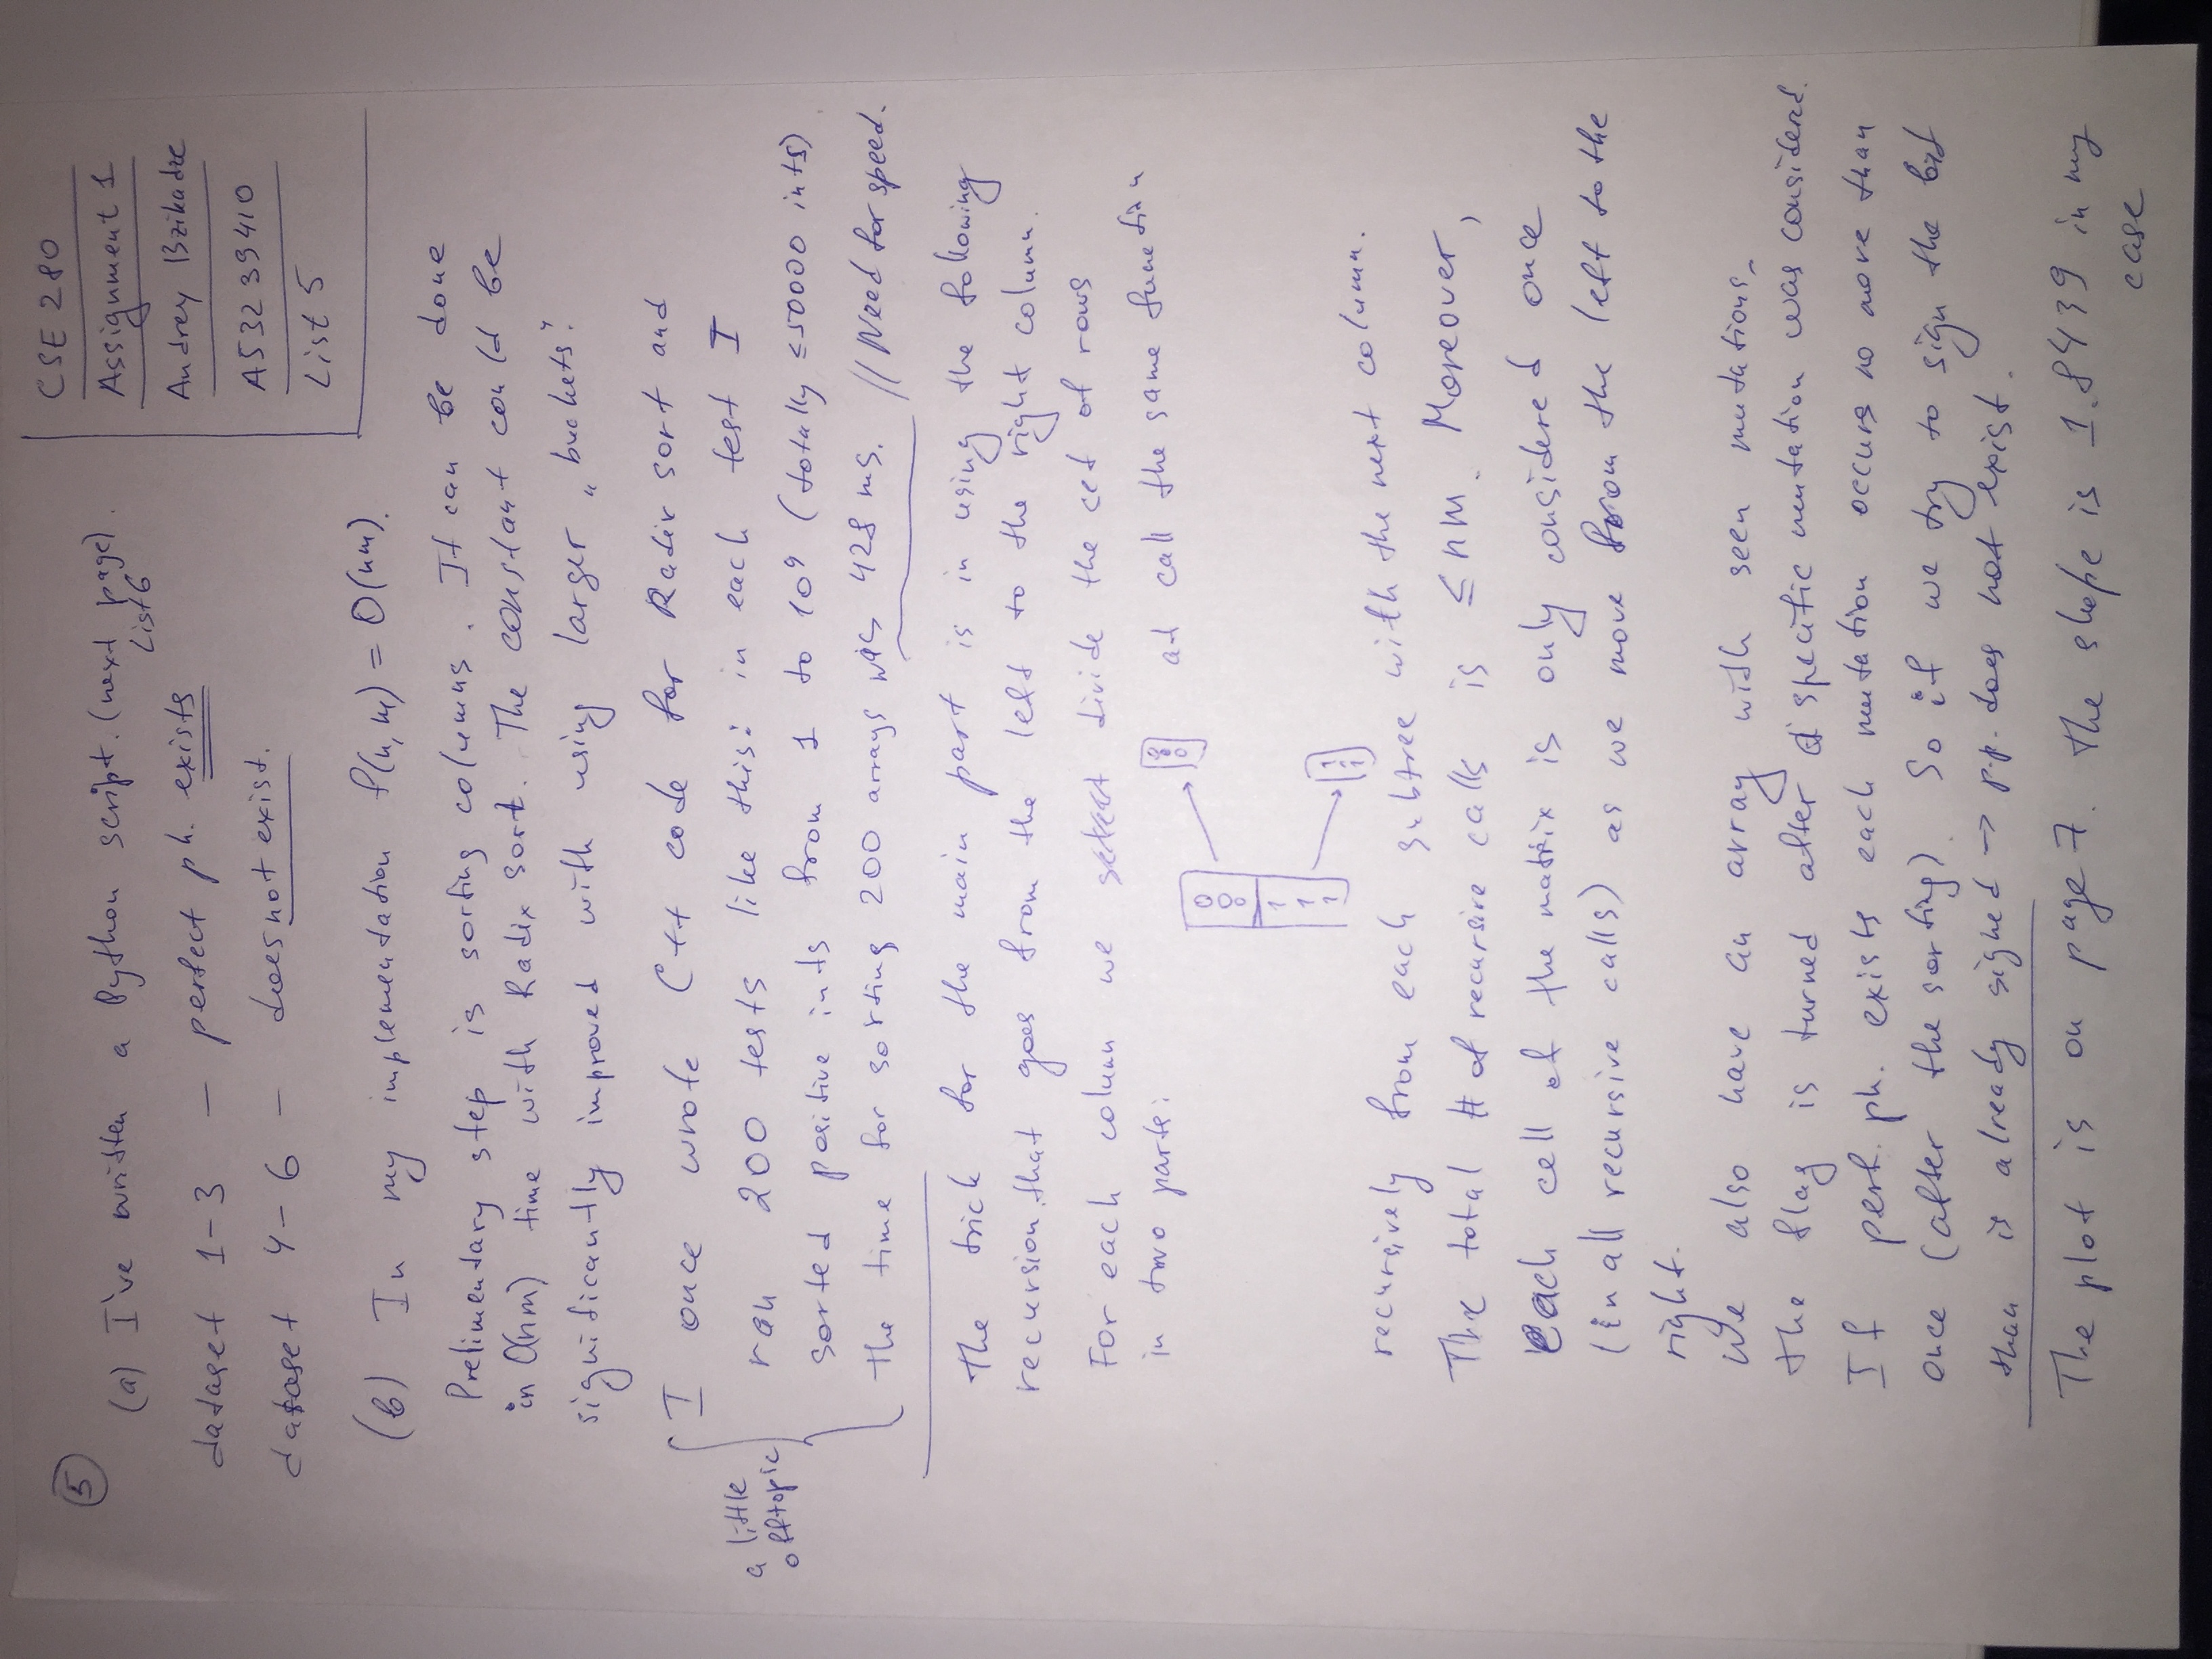 5
CSE 280
Assignment 1
Andrey Bzikadze
A53239410
List 5
(a) I've written a Python script. (next page).
List 6
dataset 1-3 — perfect ph. exists
dataset 4-6 — does not exist.
(b) In my implementation f(n,m) = O(nm).
Prelimentary step is sorting columns. It can be done
in O(nm) time with Radix sort. The constant could be
significantly improved with using larger „buckets".
a little
offtopic
I once wrote C++ code for Radix sort and
ran 200 tests like this: in each test I
sorted positive ints from 1 to 10⁹ (totally ≤50000 ints)
The time for sorting 200 arrays was 428 ms. // Need for speed.
The trick for the main part is in using the following
recursion that goes from the left to the right column.
For each column we divide the set of rows
in two parts: at call the same function
0
0
0
1
1
1
0
0
0
1
1
1
recursively from each subtree with the next column.
The total # of recursive calls is ≤nm. Moreover,
each cell of the matrix is only considered once
(in all recursive calls) as we move from the left to the
right.
We also have an array with seen mutations.
The flag is turned after a specific mutation was considered.
If perf. ph. exists each mutation occurs no more than
once (after the sorting). So if we try to sign the bit
than is already signed → p.p. does not exist.
The plot is on page 7. The slope is 1.8439 in my
case